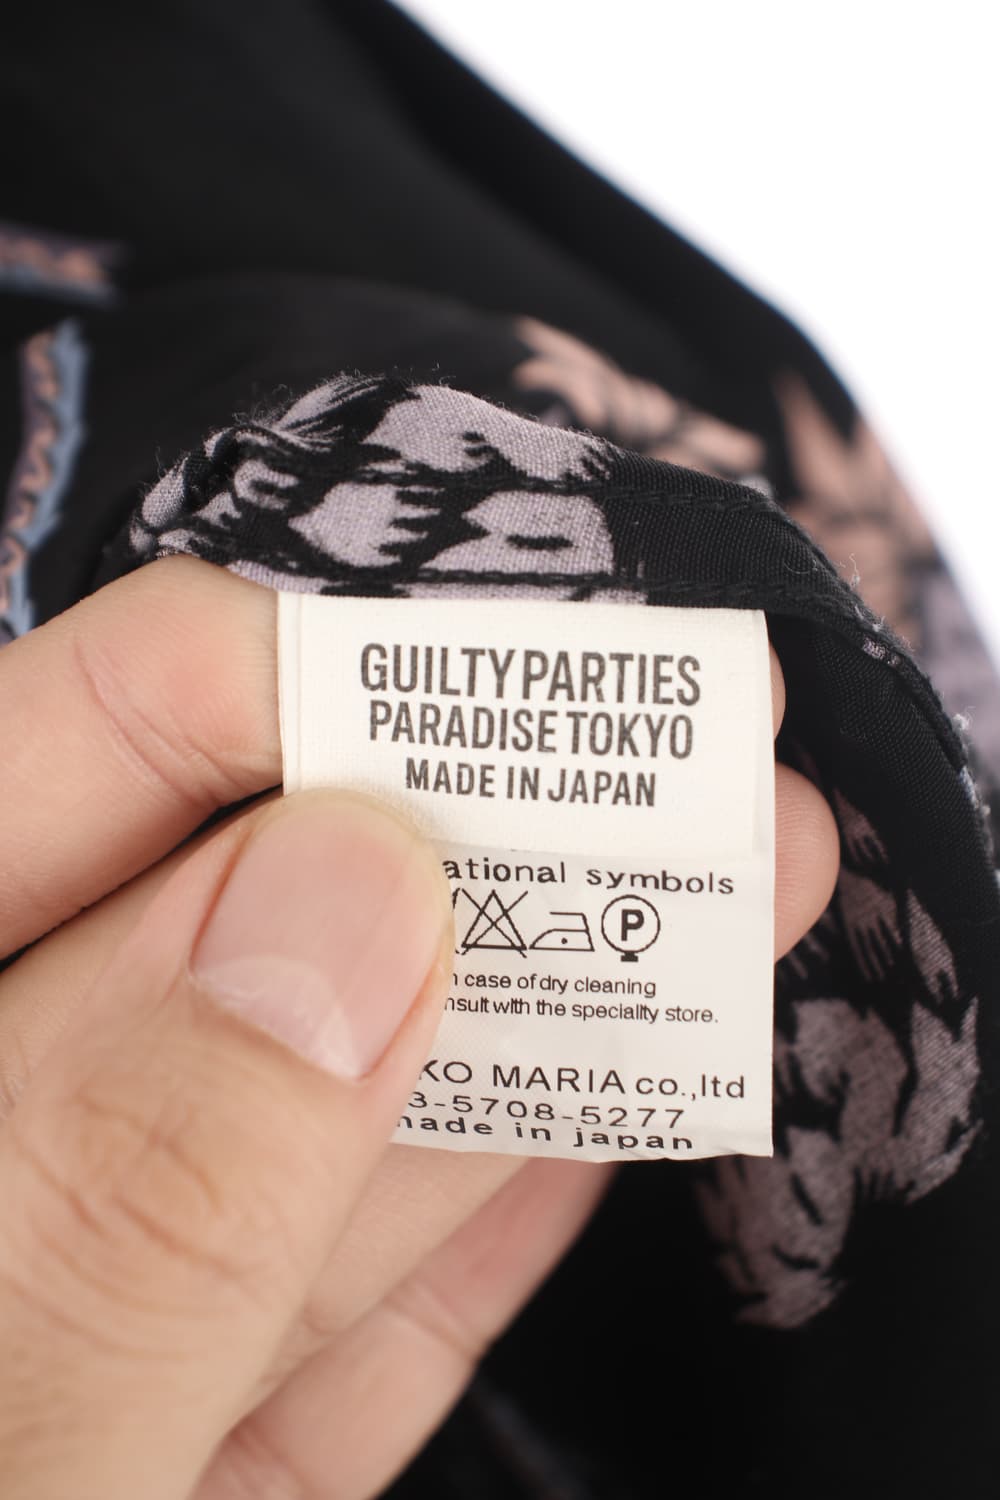 GUILTY PARTIES
PARADISE TOKYO
MADE IN JAPAN
ational symbols
P
case of dry cleaning
nsult with the speciality store.
KO MARIA co.,ltd
3-5708-5277
made in japan